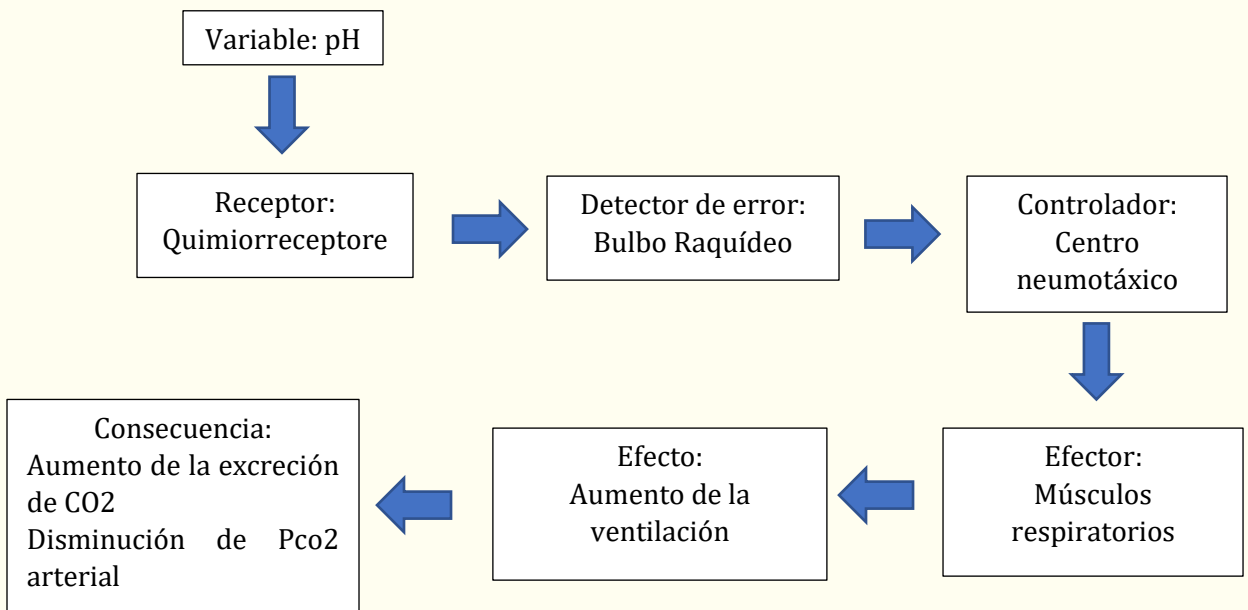 Variable: pH
Receptor:
Quimiorreceptore
Detector de error:
Bulbo Raquídeo
Controlador:
Centro
neumotáxico
Efector:
Músculos
respiratorios
Efecto:
Aumento de la
ventilación
Consecuencia:
Aumento de la excreción
de CO2
Disminución de Pco2
arterial